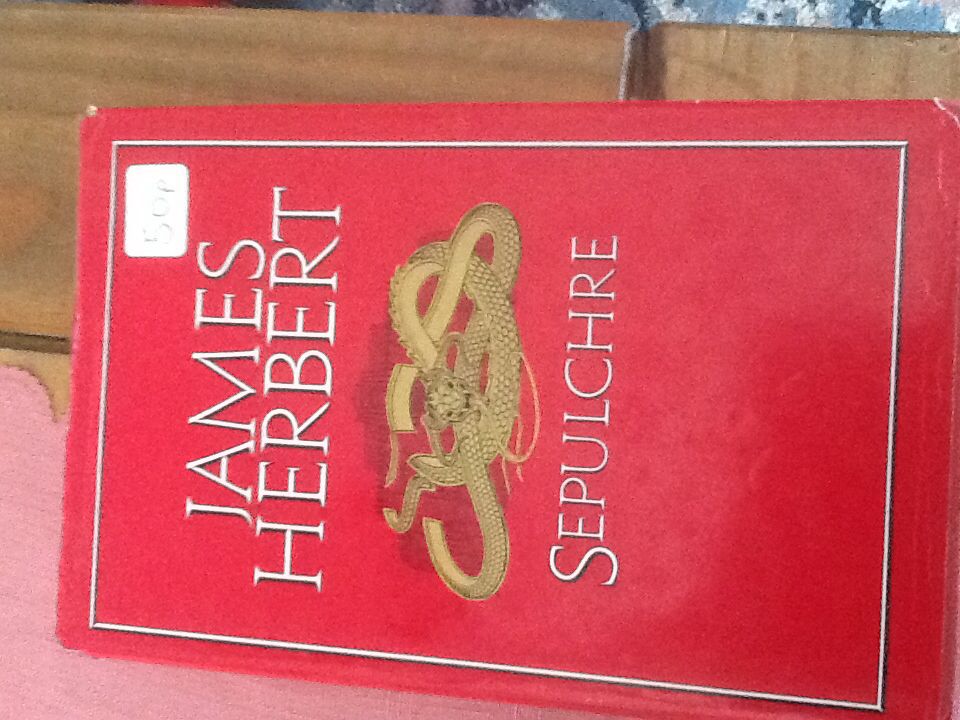 50p
JAMES
HERBERT
SEPULCHRE